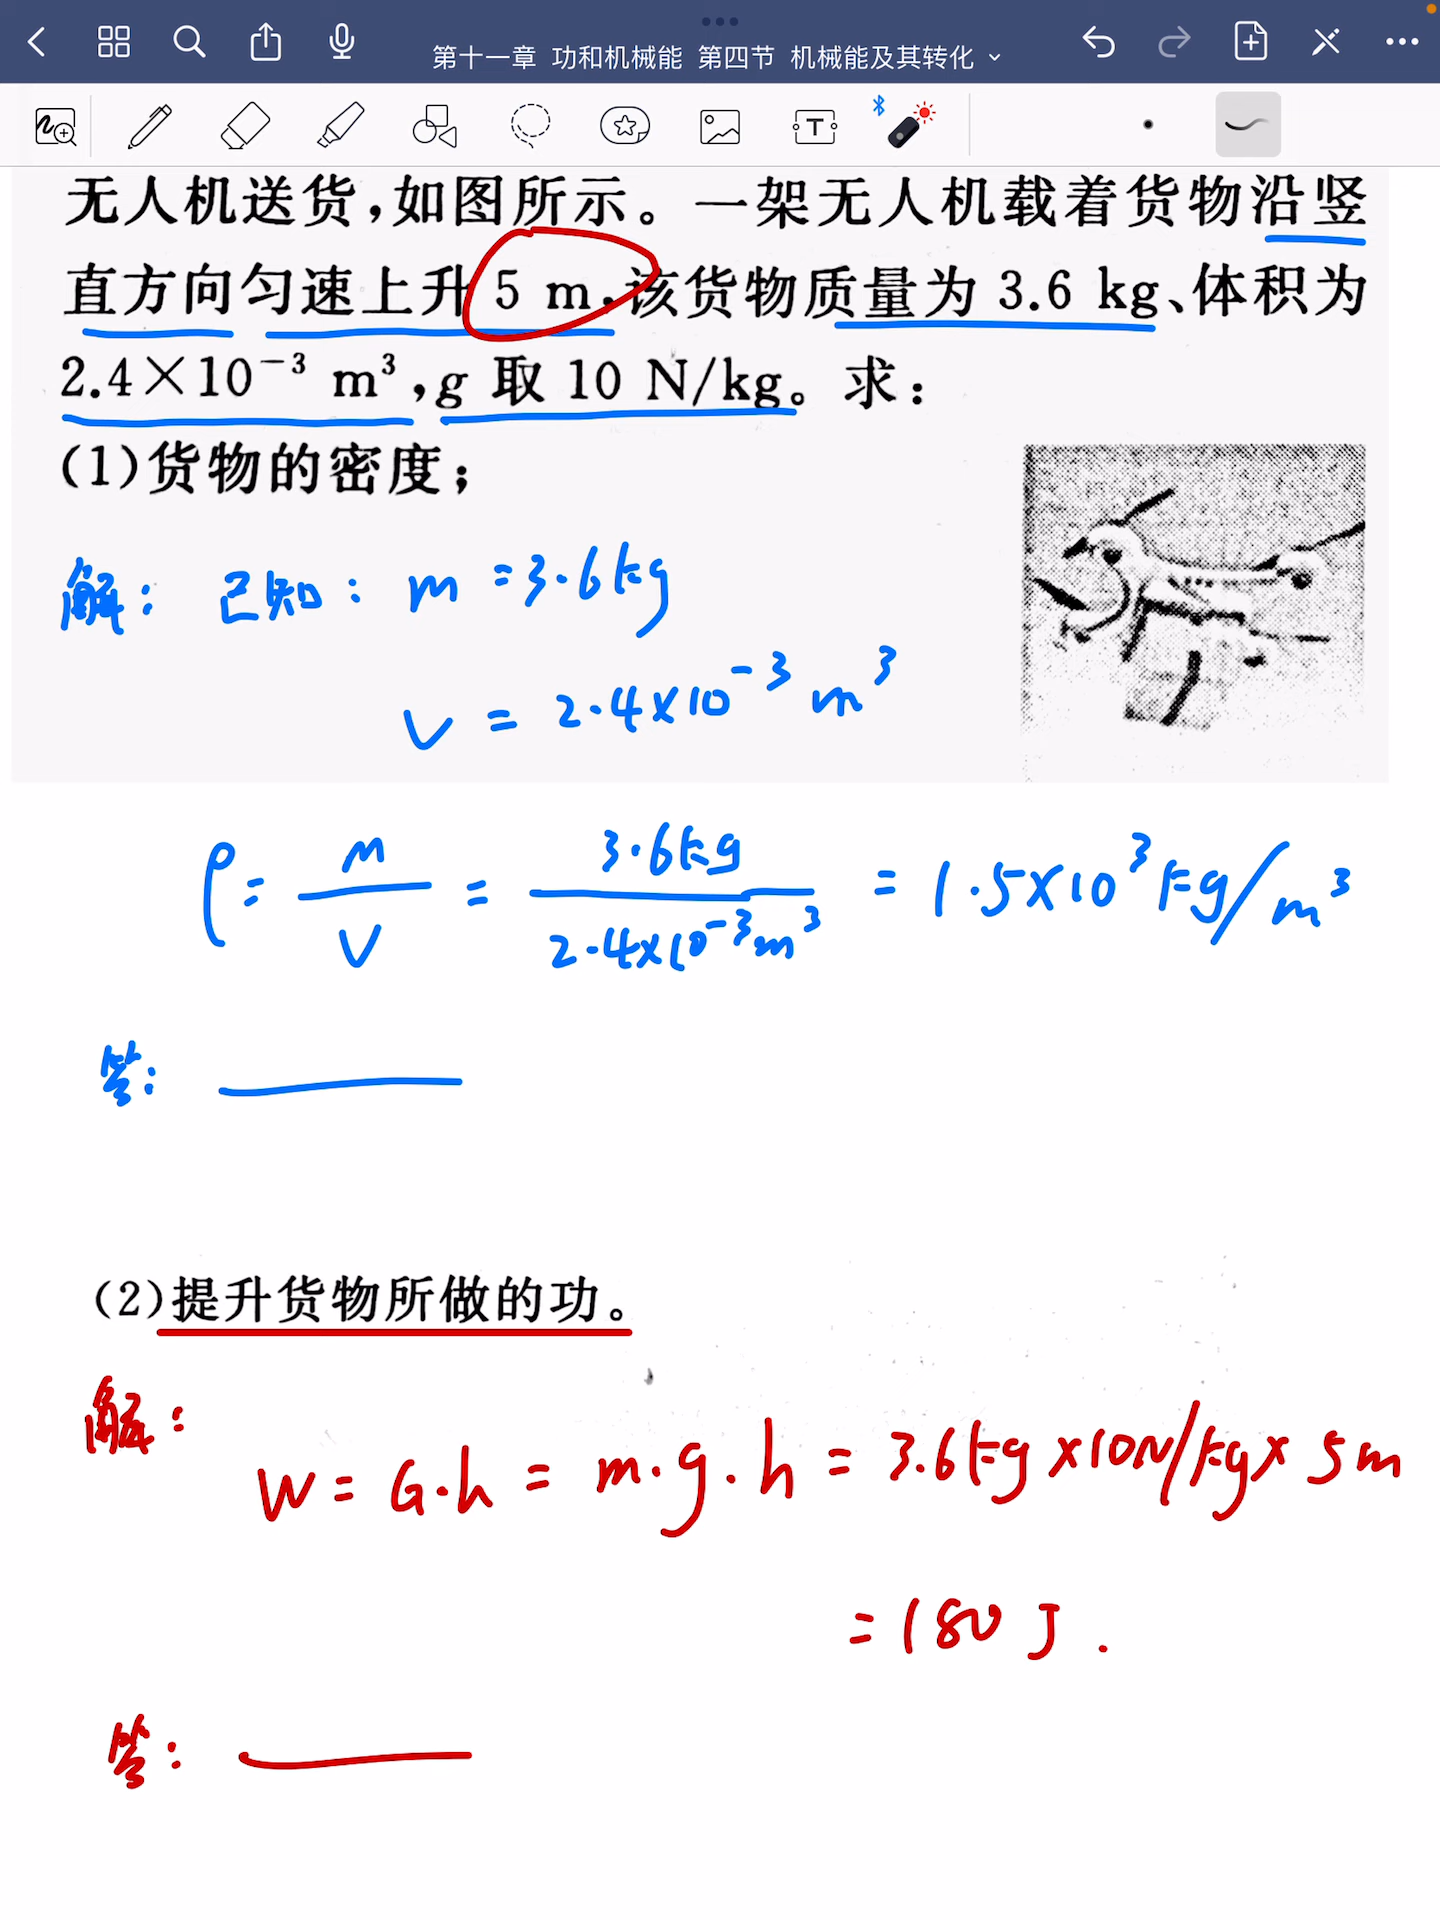 第十一章 功和机械能 第四节 机械能及其转化
T
无人机送货,如图所示。一架无人机载着货物沿竖
直方向匀速上升 5 m,该货物质量为 3.6 kg、体积为
2.4×10⁻³ m³,g 取 10 N/kg。求:
(1)货物的密度;
解: 已知: m =3.6kg
V = 2.4×10⁻³ m³
ρ= m/V = 3.6kg/2.4×10⁻³m³ = 1.5×10³kg/m³
答:
(2)提升货物所做的功。
解:
W= G·h = m·g·h = 3.6kg×10N/kg×5m
=180 J.
答: